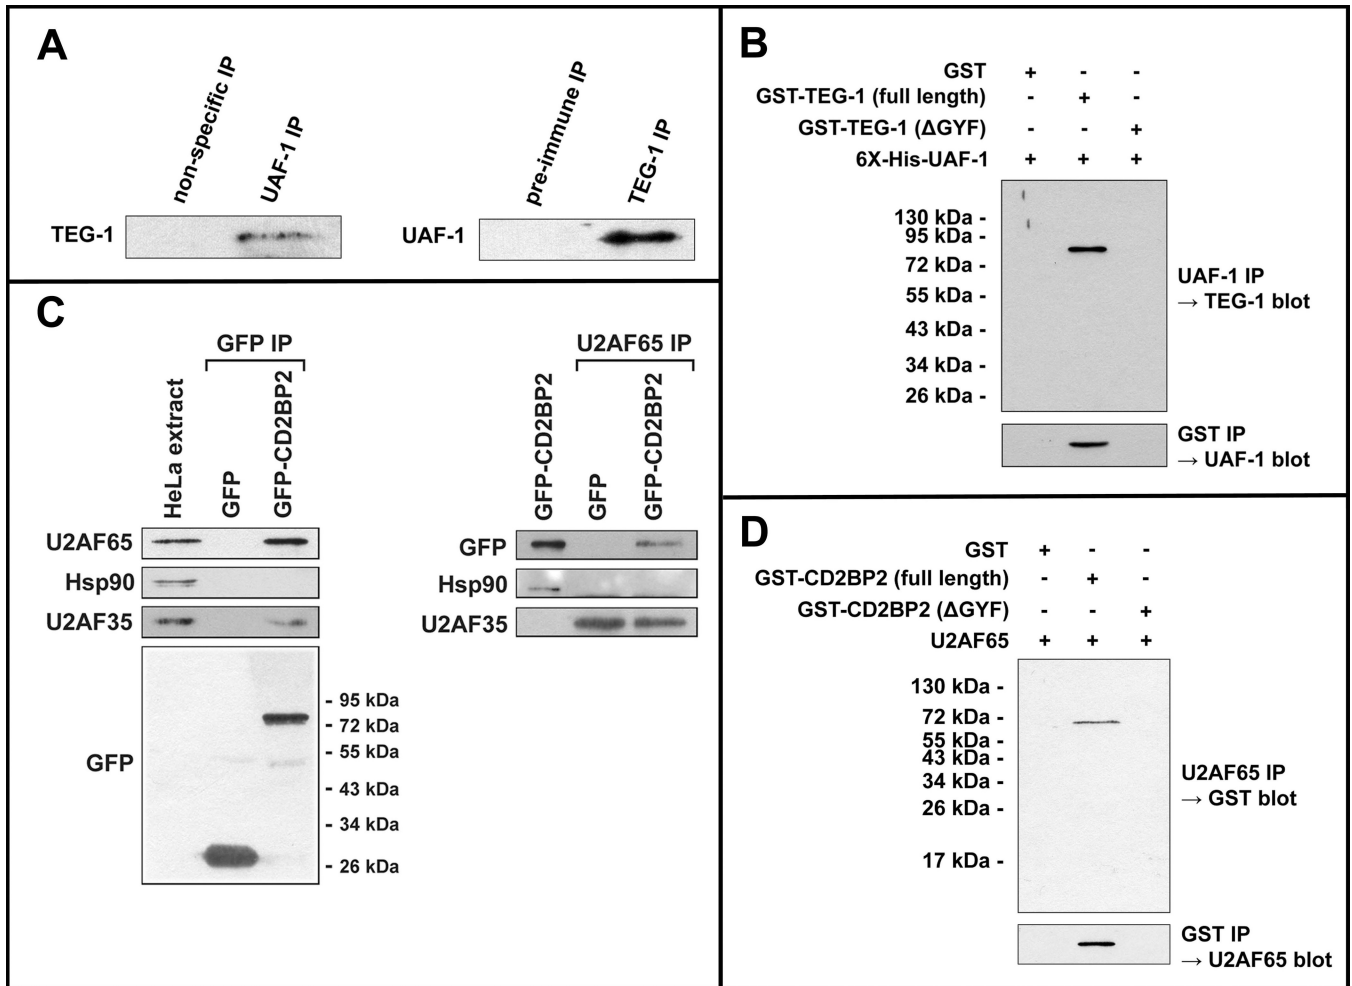 A
non-specific IP
UAF-1 IP
TEG-1
pre-immune IP
TEG-1 IP
UAF-1
B
GST + - -
GST-TEG-1 (full length) - + -
GST-TEG-1 (ΔGYF) - - +
6X-His-UAF-1 + + +
130 kDa -
95 kDa -
72 kDa -
55 kDa -
43 kDa -
34 kDa -
26 kDa -
UAF-1 IP
→ TEG-1 blot
GST IP
→ UAF-1 blot
C
GFP IP
HeLa extract
GFP
GFP-CD2BP2
U2AF65
Hsp90
U2AF35
GFP
- 95 kDa
- 72 kDa
- 55 kDa
- 43 kDa
- 34 kDa
- 26 kDa
U2AF65 IP
GFP-CD2BP2
GFP
GFP-CD2BP2
GFP
Hsp90
U2AF35
D
GST + - -
GST-CD2BP2 (full length) - + -
GST-CD2BP2 (ΔGYF) - - +
U2AF65 + + +
130 kDa -
72 kDa -
55 kDa -
43 kDa -
34 kDa -
26 kDa -
17 kDa -
U2AF65 IP
→ GST blot
GST IP
→ U2AF65 blot